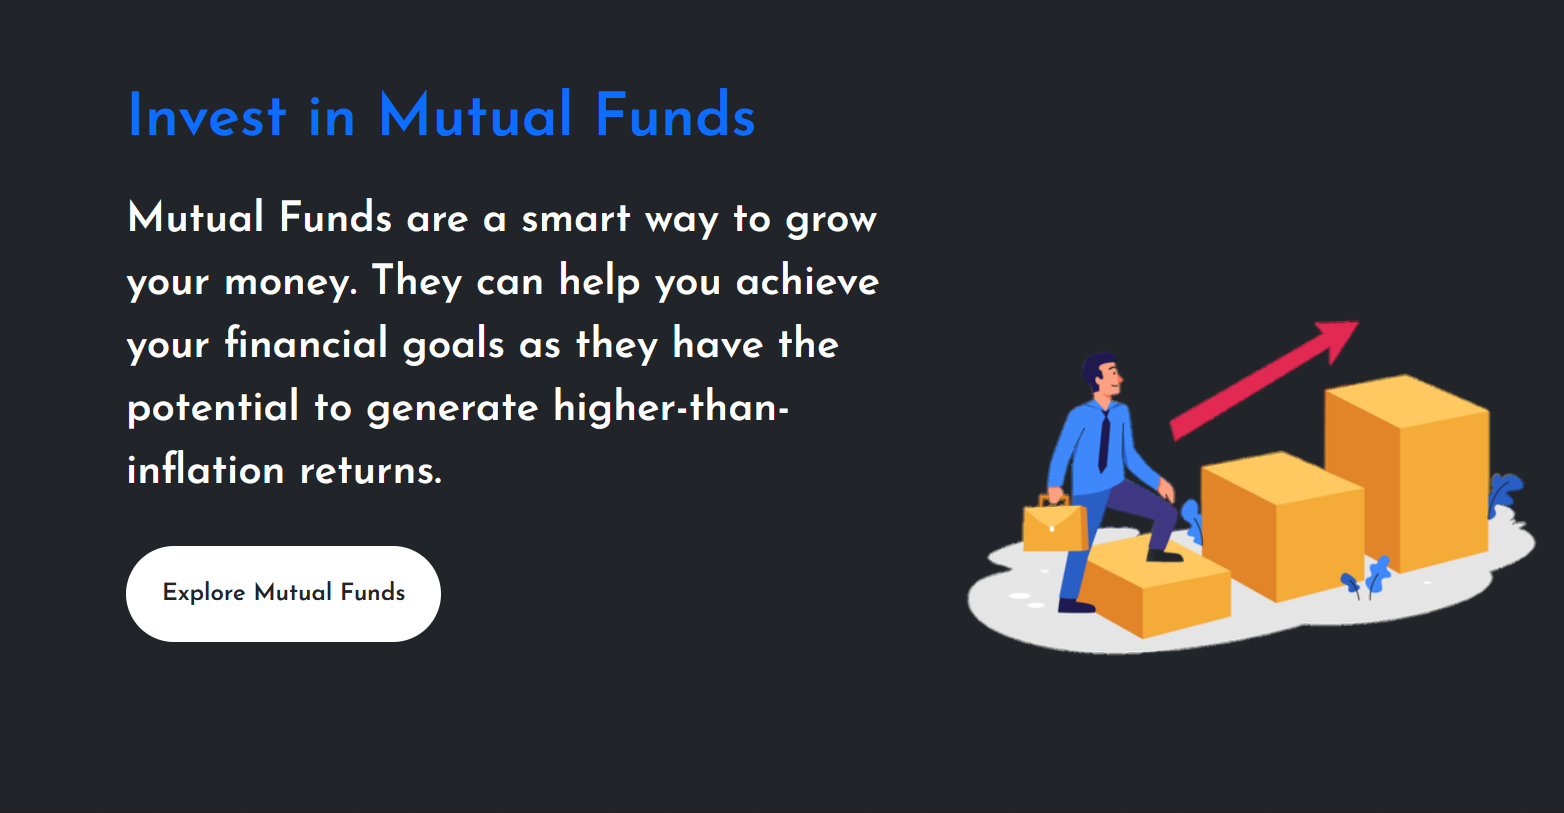 Invest in Mutual Funds
Mutual Funds are a smart way to grow
your money. They can help you achieve
your financial goals as they have the
potential to generate higher-than-
inflation returns.
Explore Mutual Funds